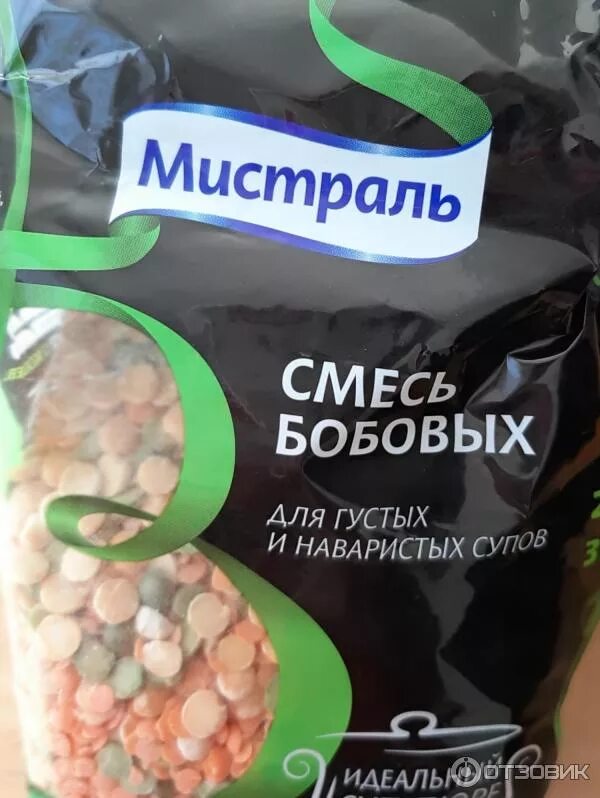 Мистраль
СМЕСЬ
БОБОВЫХ
ДЛЯ ГУСТЫХ
И НАВАРИСТЫХ СУПОВ
ОТЗОВИК